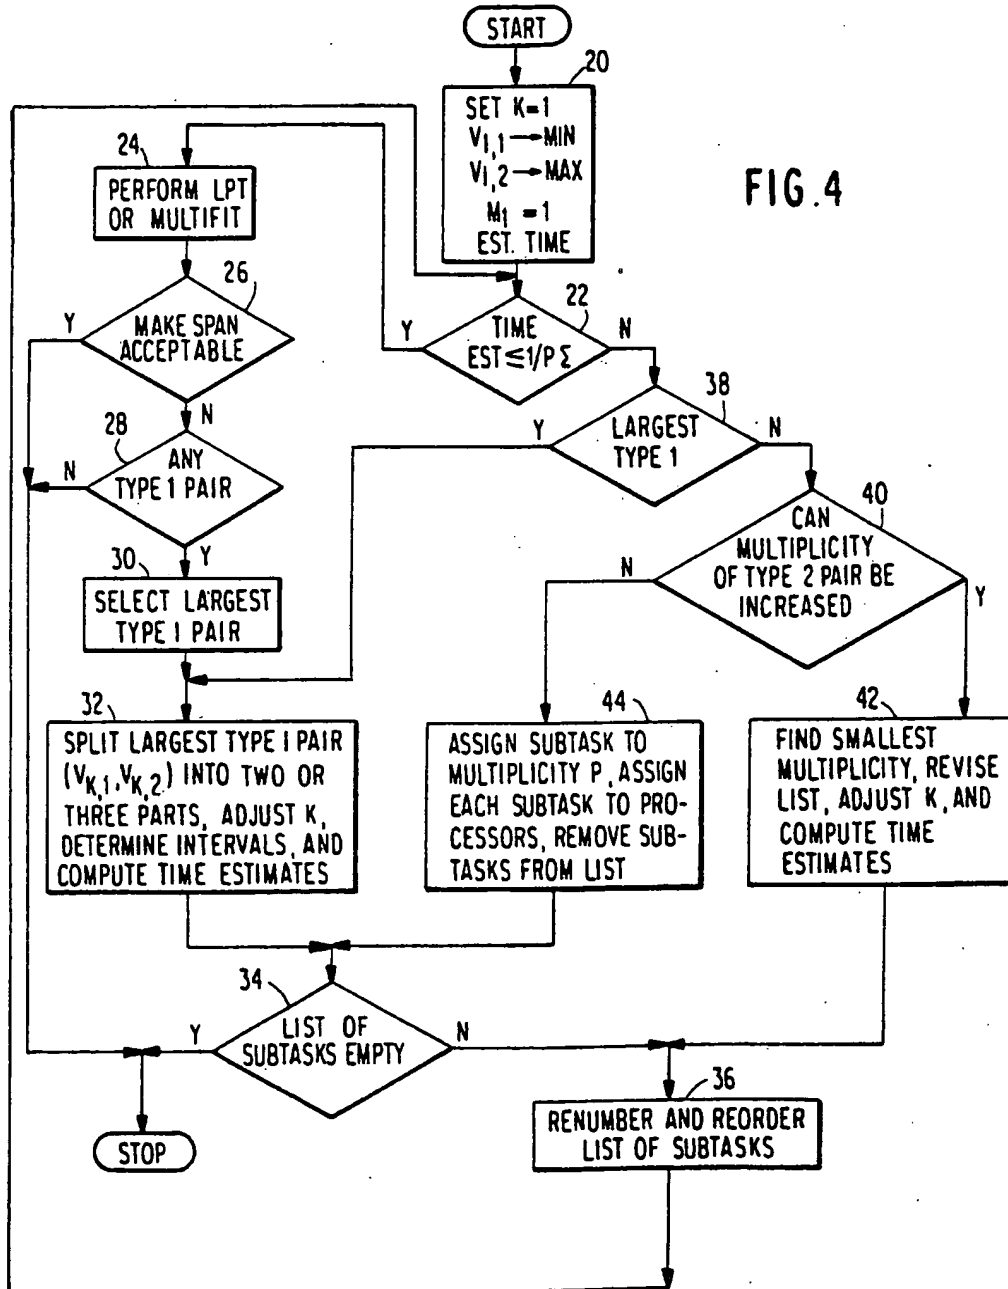 START
20
SET K=1
V1,1 → MIN
V1,2 → MAX
M1 = 1
EST. TIME
FIG.4
24
PERFORM LPT
OR MULTIFIT
26
MAKE SPAN
ACCEPTABLE
Y
N
22
TIME
EST ≤ 1/P Σ
Y
N
38
LARGEST
TYPE 1
Y
N
28
ANY
TYPE 1 PAIR
N
Y
40
CAN
MULTIPLICITY
OF TYPE 2 PAIR BE
INCREASED
N
Y
30
SELECT LARGEST
TYPE 1 PAIR
32
SPLIT LARGEST TYPE 1 PAIR
(VK,1, VK,2) INTO TWO OR
THREE PARTS, ADJUST K,
DETERMINE INTERVALS, AND
COMPUTE TIME ESTIMATES
44
ASSIGN SUBTASK TO
MULTIPLICITY P, ASSIGN
EACH SUBTASK TO PRO-
CESSORS, REMOVE SUB-
TASKS FROM LIST
42
FIND SMALLEST
MULTIPLICITY, REVISE
LIST, ADJUST K, AND
COMPUTE TIME
ESTIMATES
34
LIST OF
SUBTASKS EMPTY
Y
N
36
RENUMBER AND REORDER
LIST OF SUBTASKS
STOP